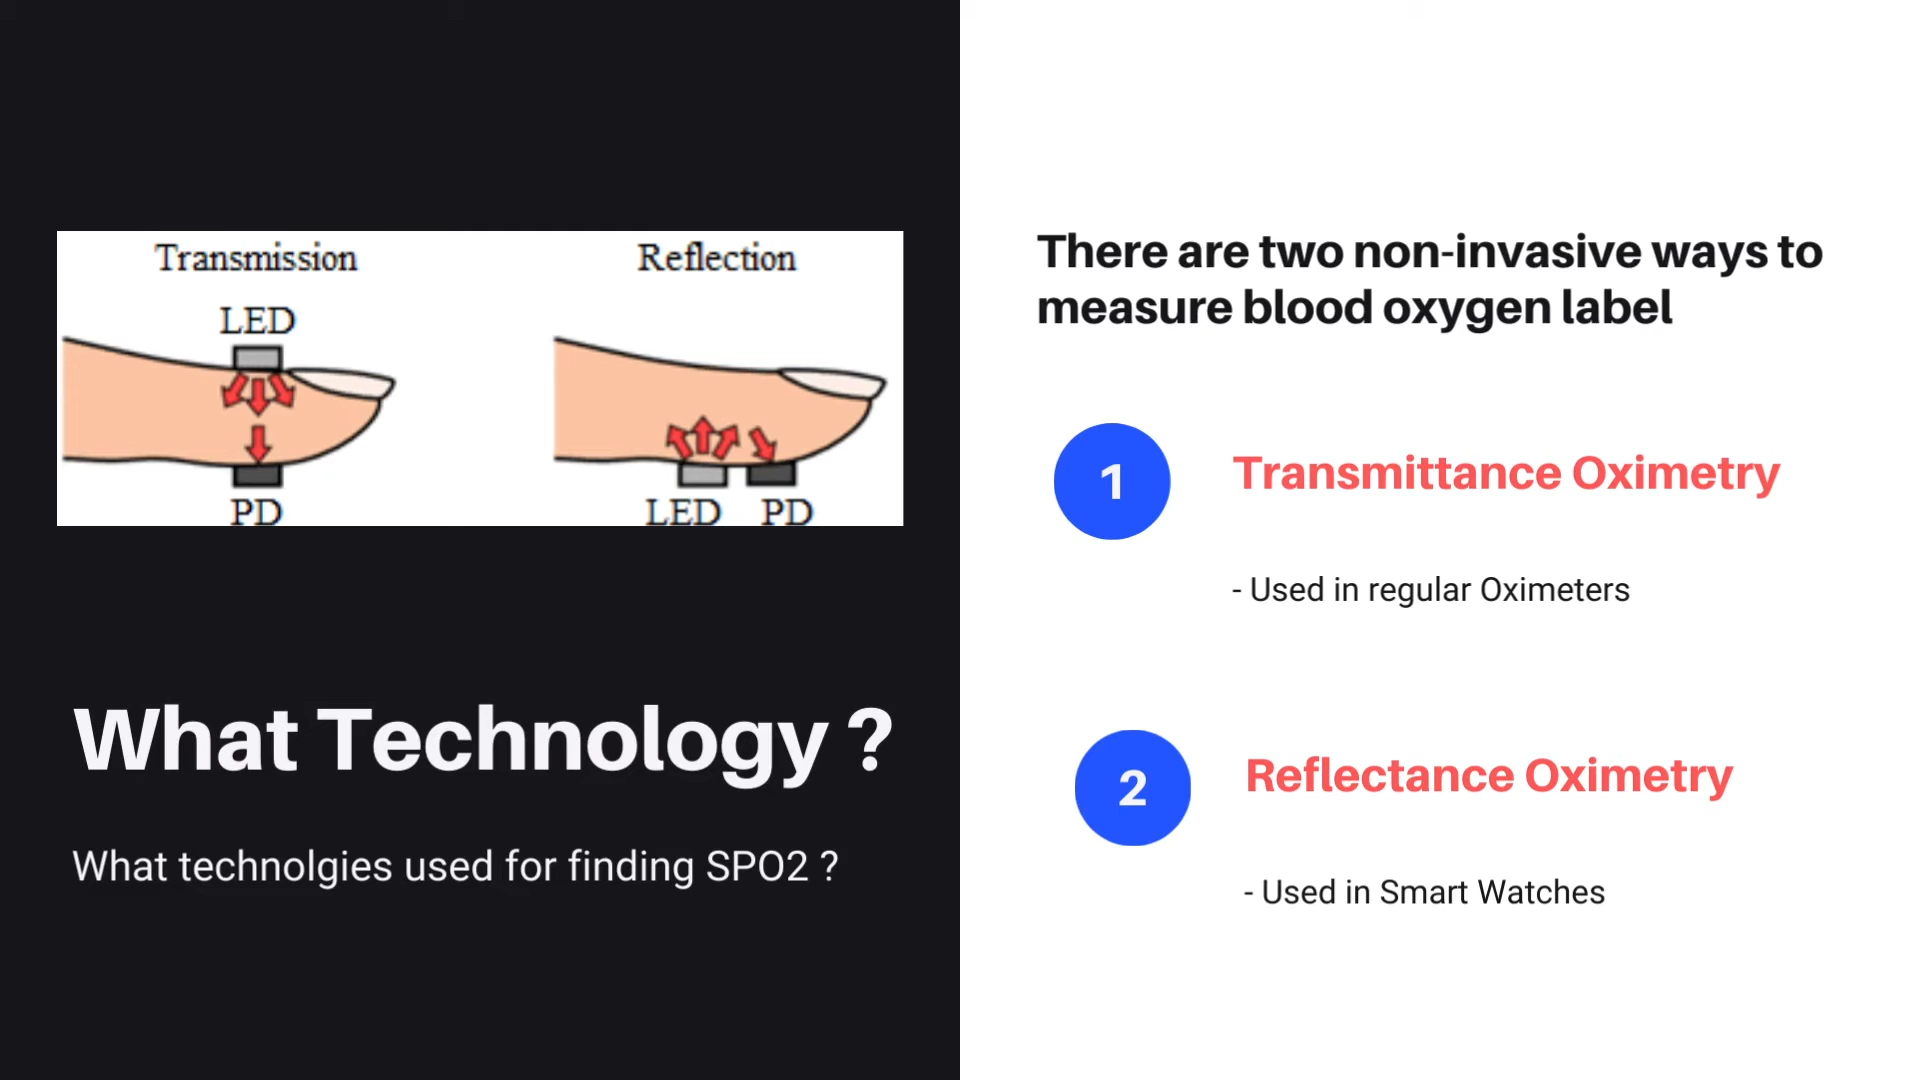 Transmission
Reflection
LED
PD
LED PD
What Technology ?
What technolgies used for finding SPO2 ?
There are two non-invasive ways to
measure blood oxygen label
1
Transmittance Oximetry
- Used in regular Oximeters
2
Reflectance Oximetry
- Used in Smart Watches